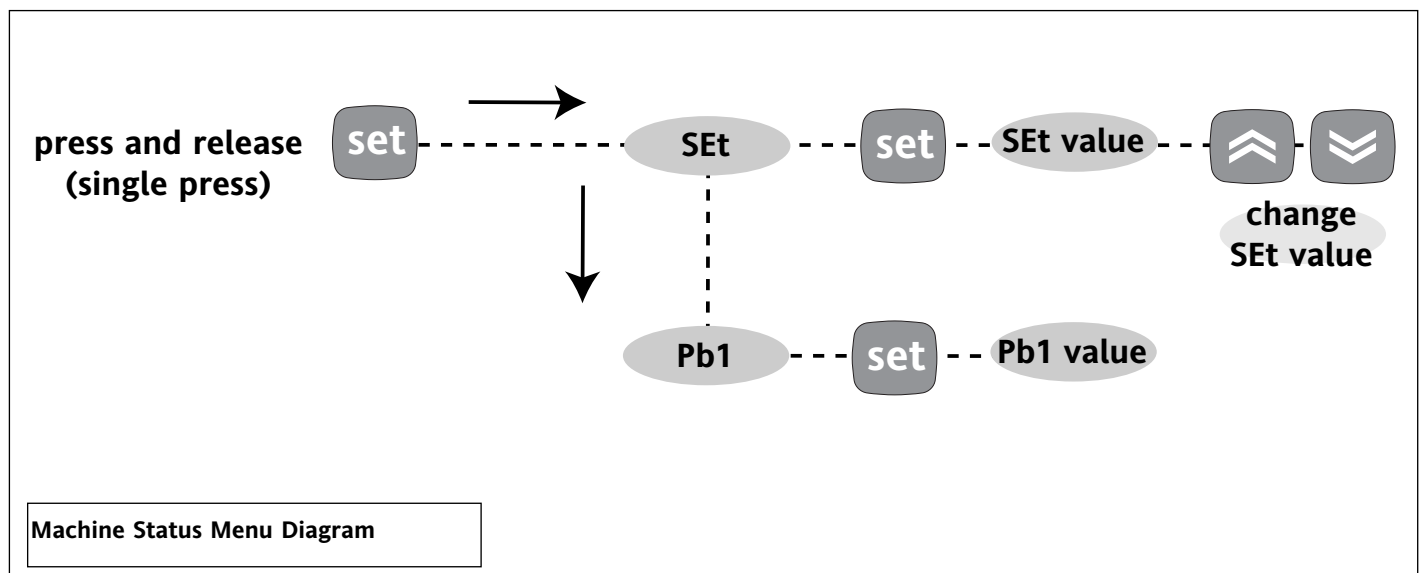 press and release
(single press)
set
SEt
set
SEt value
change
SEt value
Pb1
set
Pb1 value
Machine Status Menu Diagram